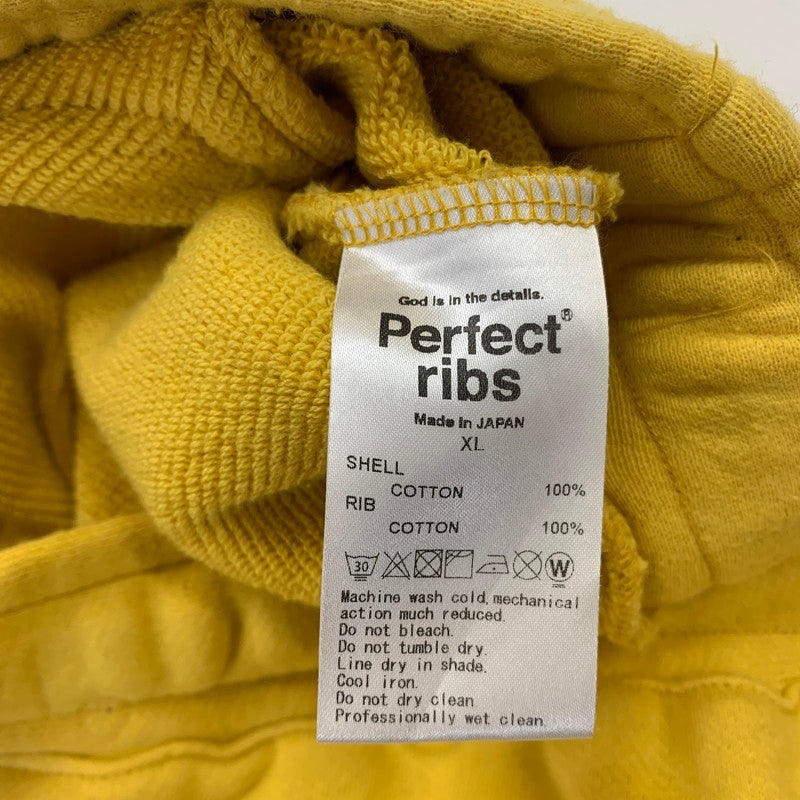 God is in the details.
Perfect®
ribs
Made in JAPAN
XL
SHELL
COTTON 100%
RIB
COTTON 100%
30 W
Machine wash cold, mechanical
action much reduced.
Do not bleach.
Do not tumble dry.
Line dry in shade.
Cool iron.
Do not dry clean
Professionally wet clean.